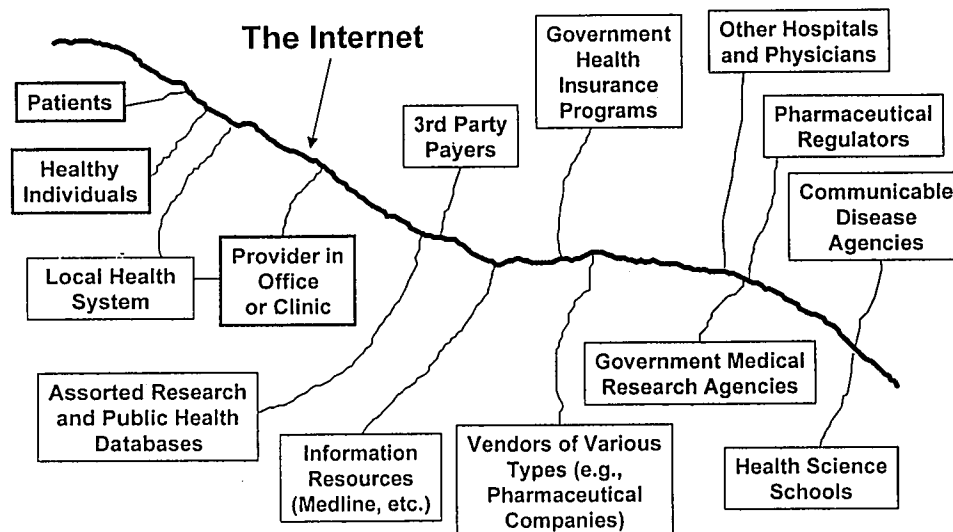 The Internet
Patients
Healthy
Individuals
Local Health
System
Provider in
Office
or Clinic
3rd Party
Payers
Government
Health
Insurance
Programs
Other Hospitals
and Physicians
Pharmaceutical
Regulators
Communicable
Disease
Agencies
Assorted Research
and Public Health
Databases
Information
Resources
(Medline, etc.)
Vendors of Various
Types (e.g.,
Pharmaceutical
Companies)
Government Medical
Research Agencies
Health Science
Schools